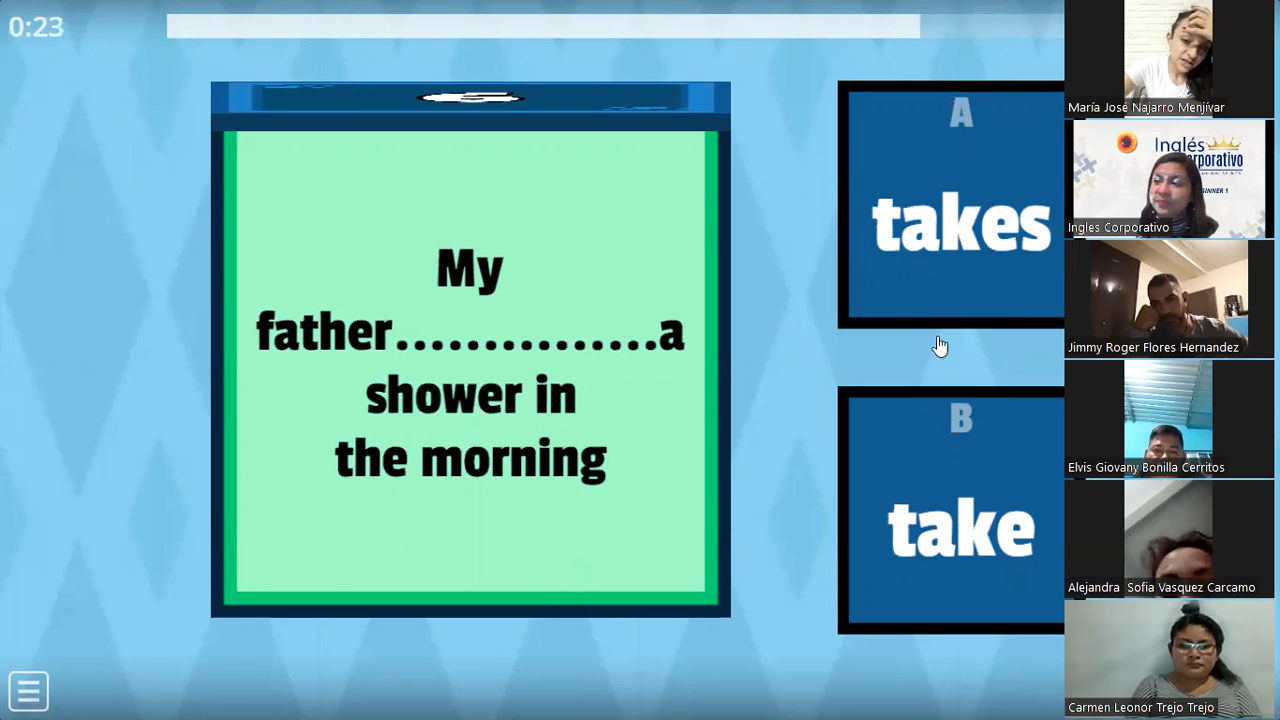 0:23
My
father...............a
shower in
the morning
A
takes
B
take
María José Najarro Menjívar
Inglés
corporativo
Ingles Corporativo
Jimmy Roger Flores Hernandez
Elvis Giovany Bonilla Cerritos
Alejandra Sofia Vasquez Carcamo
Carmen Leonor Trejo Trejo